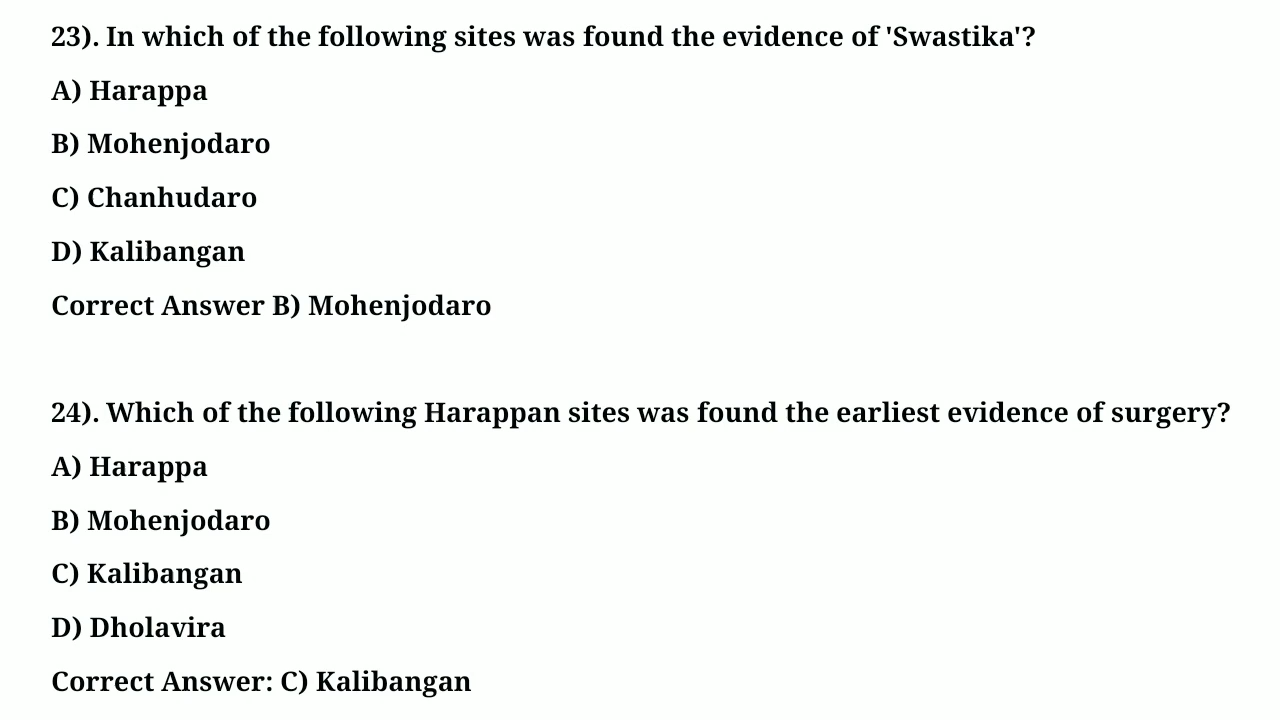 23). In which of the following sites was found the evidence of 'Swastika'?
A) Harappa
B) Mohenjodaro
C) Chanhudaro
D) Kalibangan
Correct Answer B) Mohenjodaro
24). Which of the following Harappan sites was found the earliest evidence of surgery?
A) Harappa
B) Mohenjodaro
C) Kalibangan
D) Dholavira
Correct Answer: C) Kalibangan